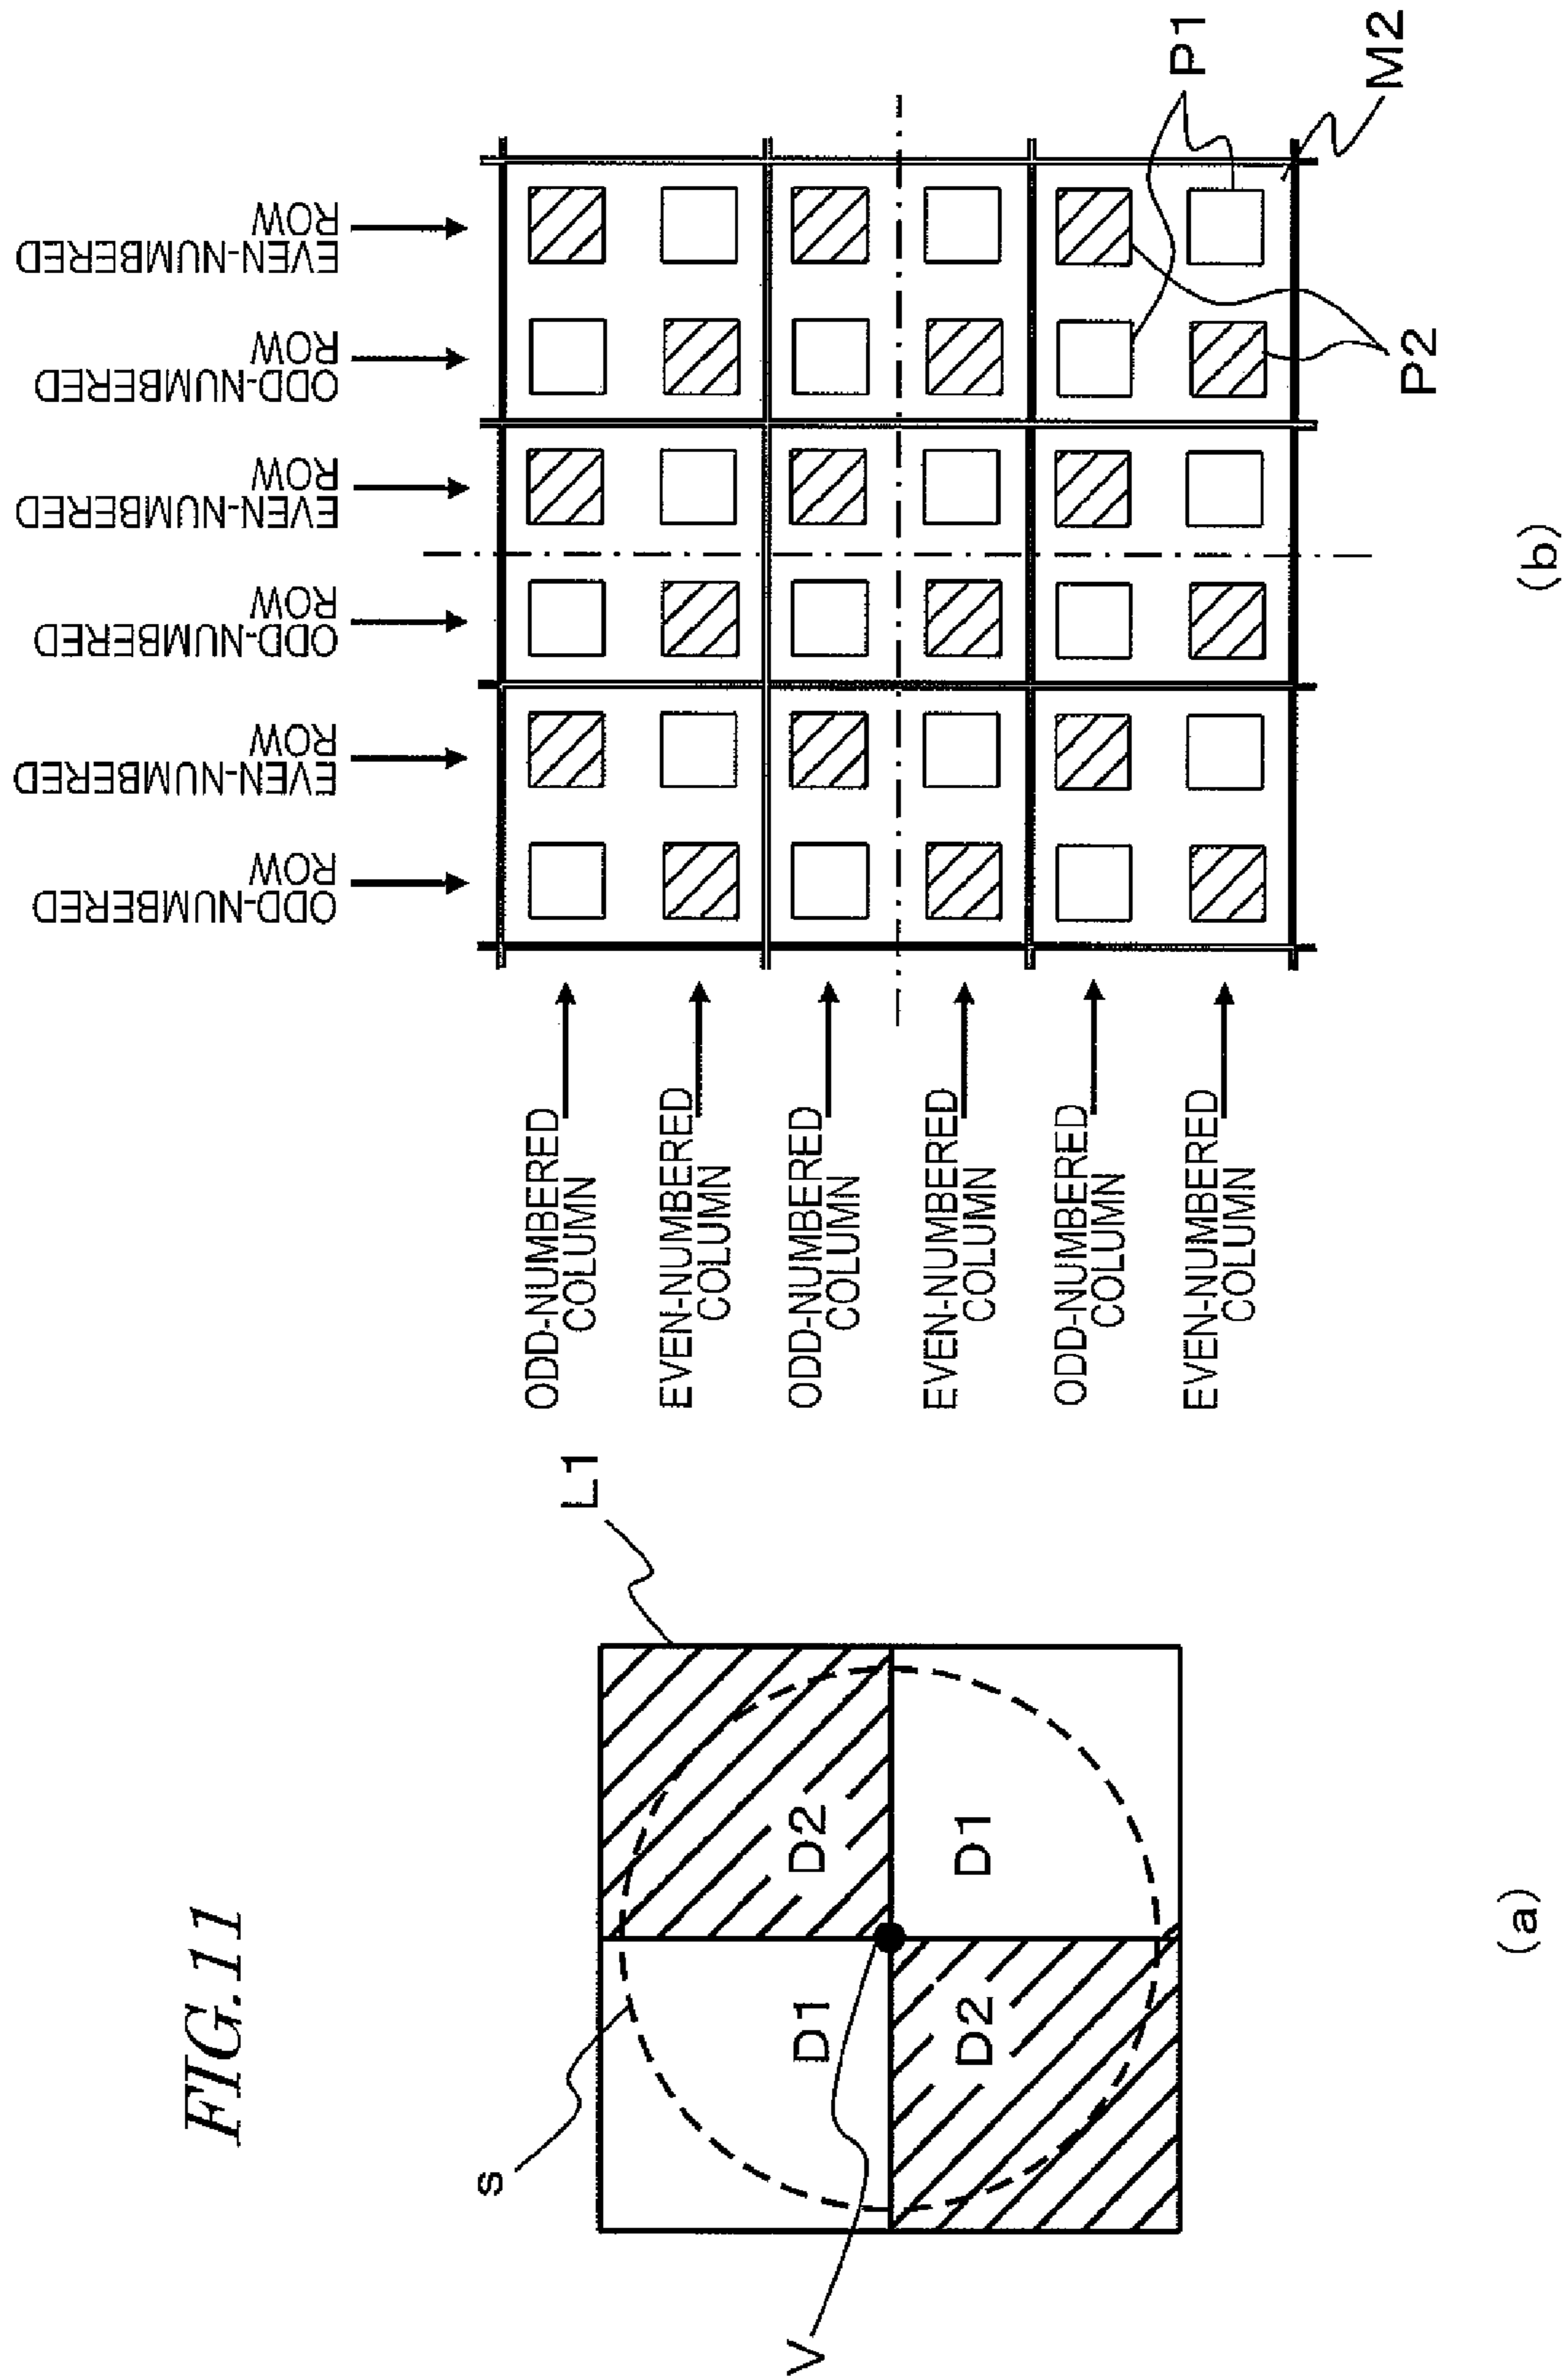 FIG.11
s
L1
V
D1
D2
D2
D1
(a)
ODD-NUMBERED
ROW
EVEN-NUMBERED
ROW
ODD-NUMBERED
ROW
EVEN-NUMBERED
ROW
ODD-NUMBERED
ROW
EVEN-NUMBERED
ROW
ODD-NUMBERED
COLUMN
EVEN-NUMBERED
COLUMN
ODD-NUMBERED
COLUMN
EVEN-NUMBERED
COLUMN
ODD-NUMBERED
COLUMN
EVEN-NUMBERED
COLUMN
P1
M2
P2
(b)